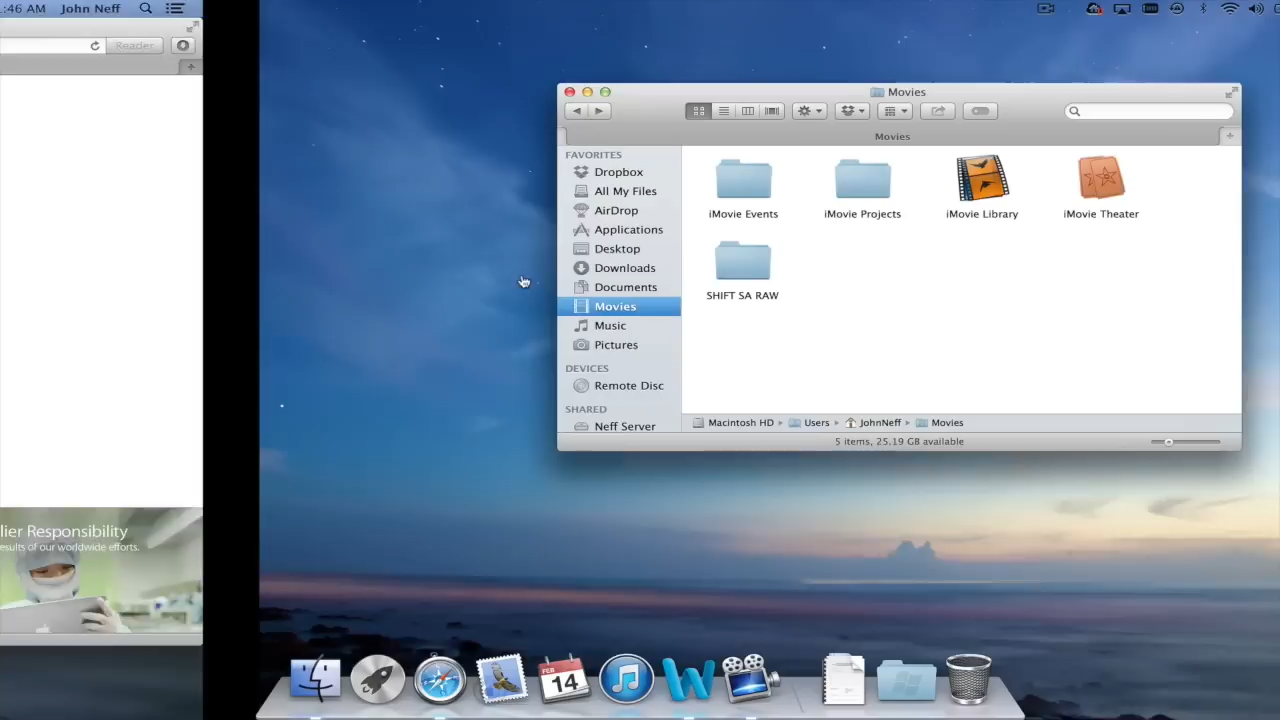 :46 AM John Neff
Reader
lier Responsibility
esults of our worldwide efforts.
Movies
Movies
FAVORITES
Dropbox
All My Files
AirDrop
Applications
Desktop
Downloads
Documents
Movies
Music
Pictures
DEVICES
Remote Disc
SHARED
Neff Server
iMovie Events
iMovie Projects
iMovie Library
iMovie Theater
SHIFT SA RAW
Macintosh HD Users JohnNeff Movies
5 items, 25.19 GB available
FEB
14
W